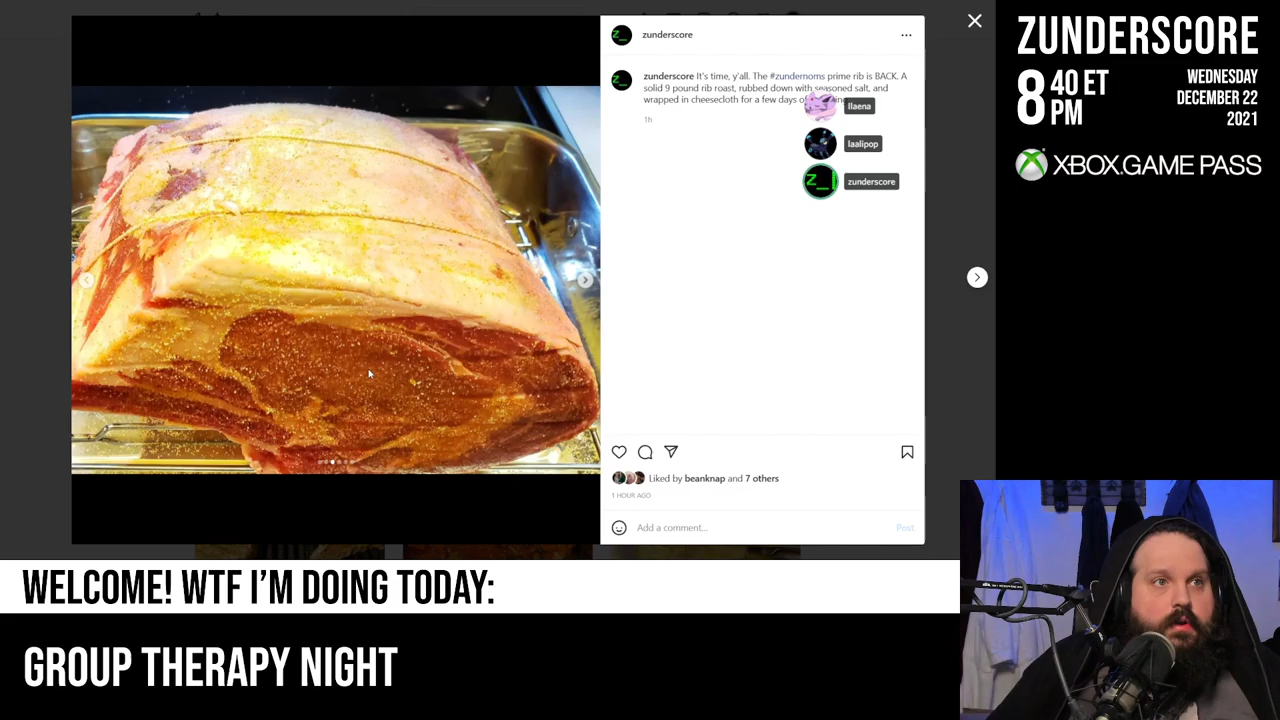 zunderscore
zunderscore It's time, y'all. The #zundernoms prime rib is BACK. A
solid 9 pound rib roast, rubbed down with seasoned salt, and
wrapped in cheesecloth for a few days
1h
llaena
laalipop
zunderscore
Liked by beanknap and 7 others
1 HOUR AGO
Add a comment...
Post
ZUNDERSCORE
8 40 ET
PM
WEDNESDAY
DECEMBER 22
2021
XBOX GAME PASS
WELCOME! WTF I'M DOING TODAY:
GROUP THERAPY NIGHT